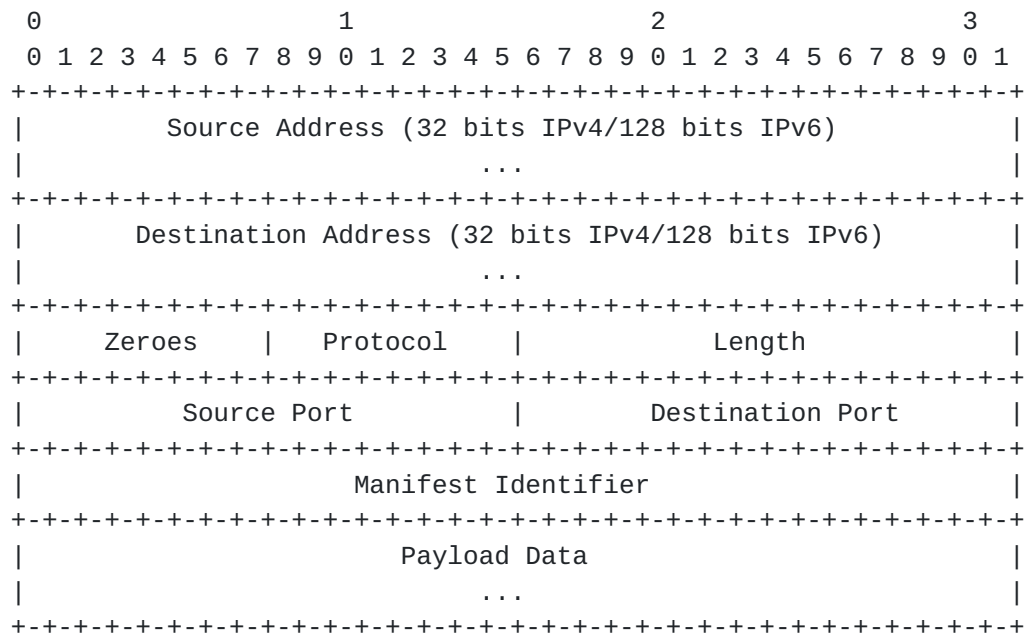 0                   1                   2                   3
 0 1 2 3 4 5 6 7 8 9 0 1 2 3 4 5 6 7 8 9 0 1 2 3 4 5 6 7 8 9 0 1
+-+-+-+-+-+-+-+-+-+-+-+-+-+-+-+-+-+-+-+-+-+-+-+-+-+-+-+-+-+-+-+-+
|         Source Address (32 bits IPv4/128 bits IPv6)           |
|                             ...                               |
+-+-+-+-+-+-+-+-+-+-+-+-+-+-+-+-+-+-+-+-+-+-+-+-+-+-+-+-+-+-+-+-+
|       Destination Address (32 bits IPv4/128 bits IPv6)        |
|                             ...                               |
+-+-+-+-+-+-+-+-+-+-+-+-+-+-+-+-+-+-+-+-+-+-+-+-+-+-+-+-+-+-+-+-+
|     Zeroes    |   Protocol    |            Length             |
+-+-+-+-+-+-+-+-+-+-+-+-+-+-+-+-+-+-+-+-+-+-+-+-+-+-+-+-+-+-+-+-+
|          Source Port          |        Destination Port       |
+-+-+-+-+-+-+-+-+-+-+-+-+-+-+-+-+-+-+-+-+-+-+-+-+-+-+-+-+-+-+-+-+
|                     Manifest Identifier                       |
+-+-+-+-+-+-+-+-+-+-+-+-+-+-+-+-+-+-+-+-+-+-+-+-+-+-+-+-+-+-+-+-+
|                        Payload Data                           |
|                             ...                               |
+-+-+-+-+-+-+-+-+-+-+-+-+-+-+-+-+-+-+-+-+-+-+-+-+-+-+-+-+-+-+-+-+